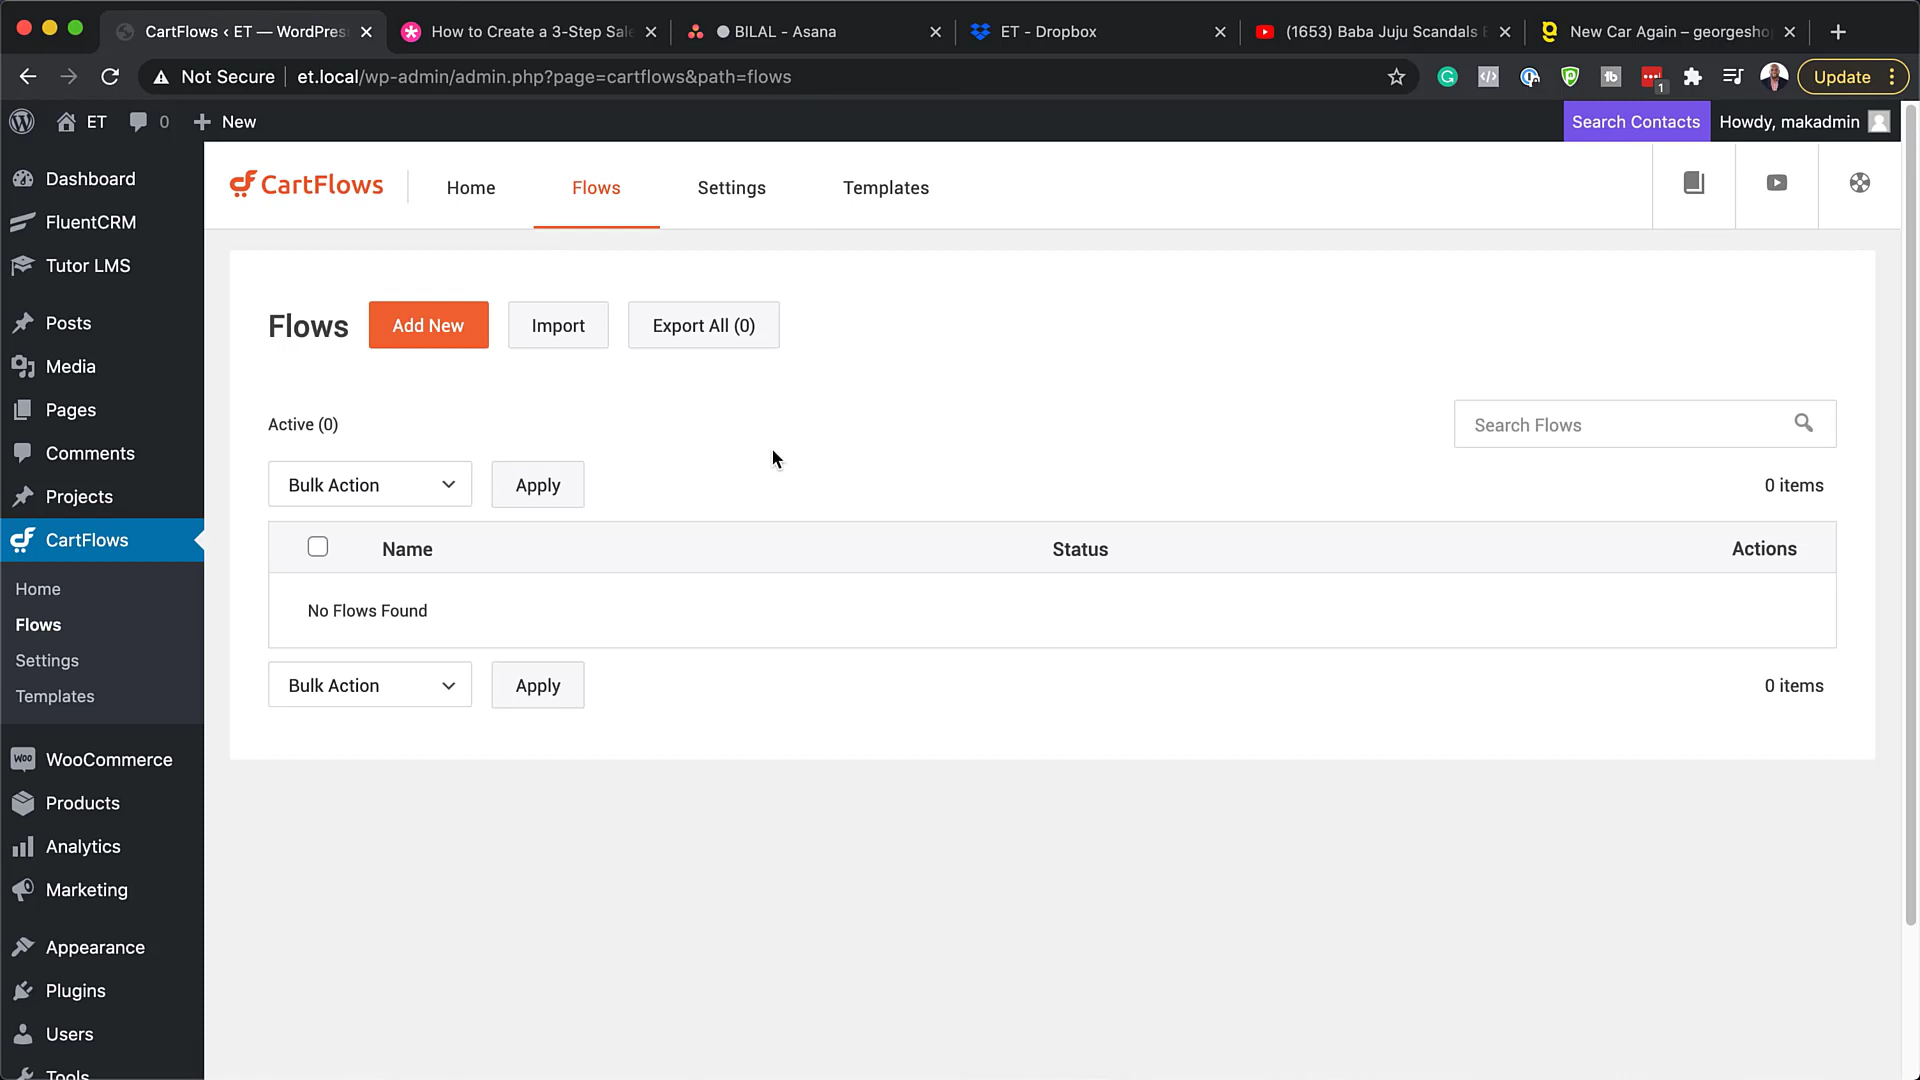 CartFlows ‹ ET — WordPres
How to Create a 3-Step Sale
BILAL - Asana
ET - Dropbox
(1653) Baba Juju Scandals
New Car Again – georgesho
Not Secure
et.local/wp-admin/admin.php?page=cartflows&path=flows
tb
1
Update
ET
0
New
Search Contacts
Howdy, makadmin
Dashboard
FluentCRM
Tutor LMS
Posts
Media
Pages
Comments
Projects
CartFlows
Home
Flows
Settings
Templates
WOO
WooCommerce
Products
Analytics
Marketing
Appearance
Plugins
Users
Tools
CartFlows
Home
Flows
Settings
Templates
Flows
Add New
Import
Export All (0)
Active (0)
Search Flows
Bulk Action
Apply
0 items
Name
Status
Actions
No Flows Found
Bulk Action
Apply
0 items